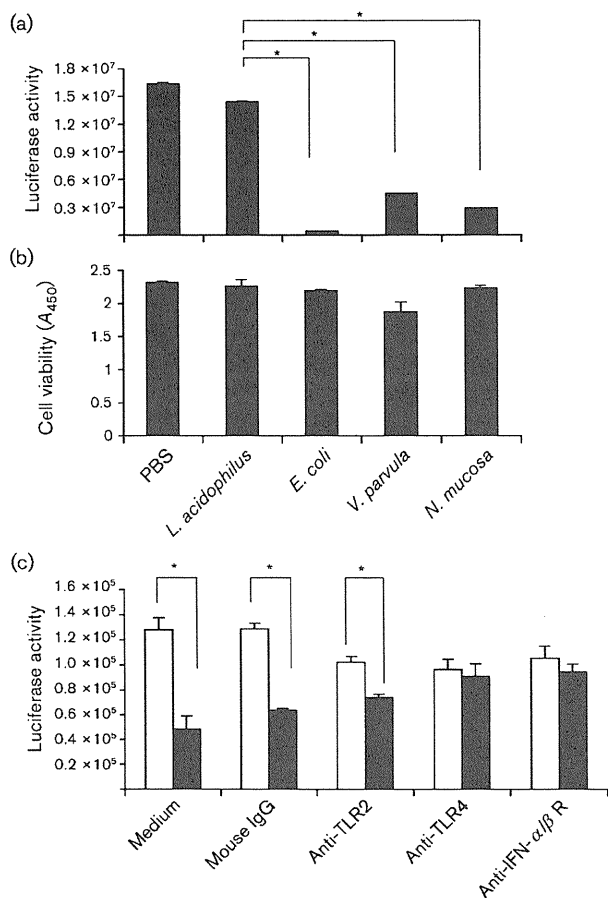 (a)
*
*
*
Luciferase activity
1.8 ×10⁷
1.5 ×10⁷
1.2 ×10⁷
0.9 ×10⁷
0.6 ×10⁷
0.3 ×10⁷
(b)
Cell viability (A₄₅₀)
2.5
2
1.5
1
0.5
0
PBS
L. acidophilus
E. coli
V. parvula
N. mucosa
(c)
*
*
*
Luciferase activity
1.6 ×10⁵
1.4 ×10⁵
1.2 ×10⁵
1.0 ×10⁵
0.8 ×10⁵
0.6 ×10⁵
0.4 ×10⁵
0.2 ×10⁵
Medium
Mouse IgG
Anti-TLR2
Anti-TLR4
Anti-IFN-α/β R